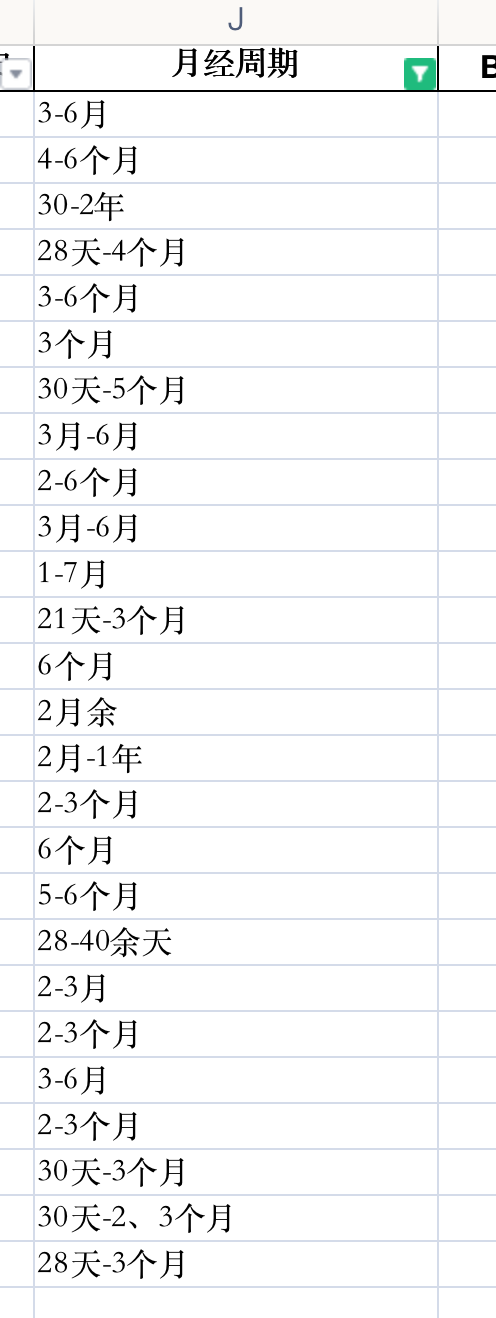 J
月经周期
B
3-6月
4-6个月
30-2年
28天-4个月
3-6个月
3个月
30天-5个月
3月-6月
2-6个月
3月-6月
1-7月
21天-3个月
6个月
2月余
2月-1年
2-3个月
6个月
5-6个月
28-40余天
2-3月
2-3个月
3-6月
2-3个月
30天-3个月
30天-2、3个月
28天-3个月